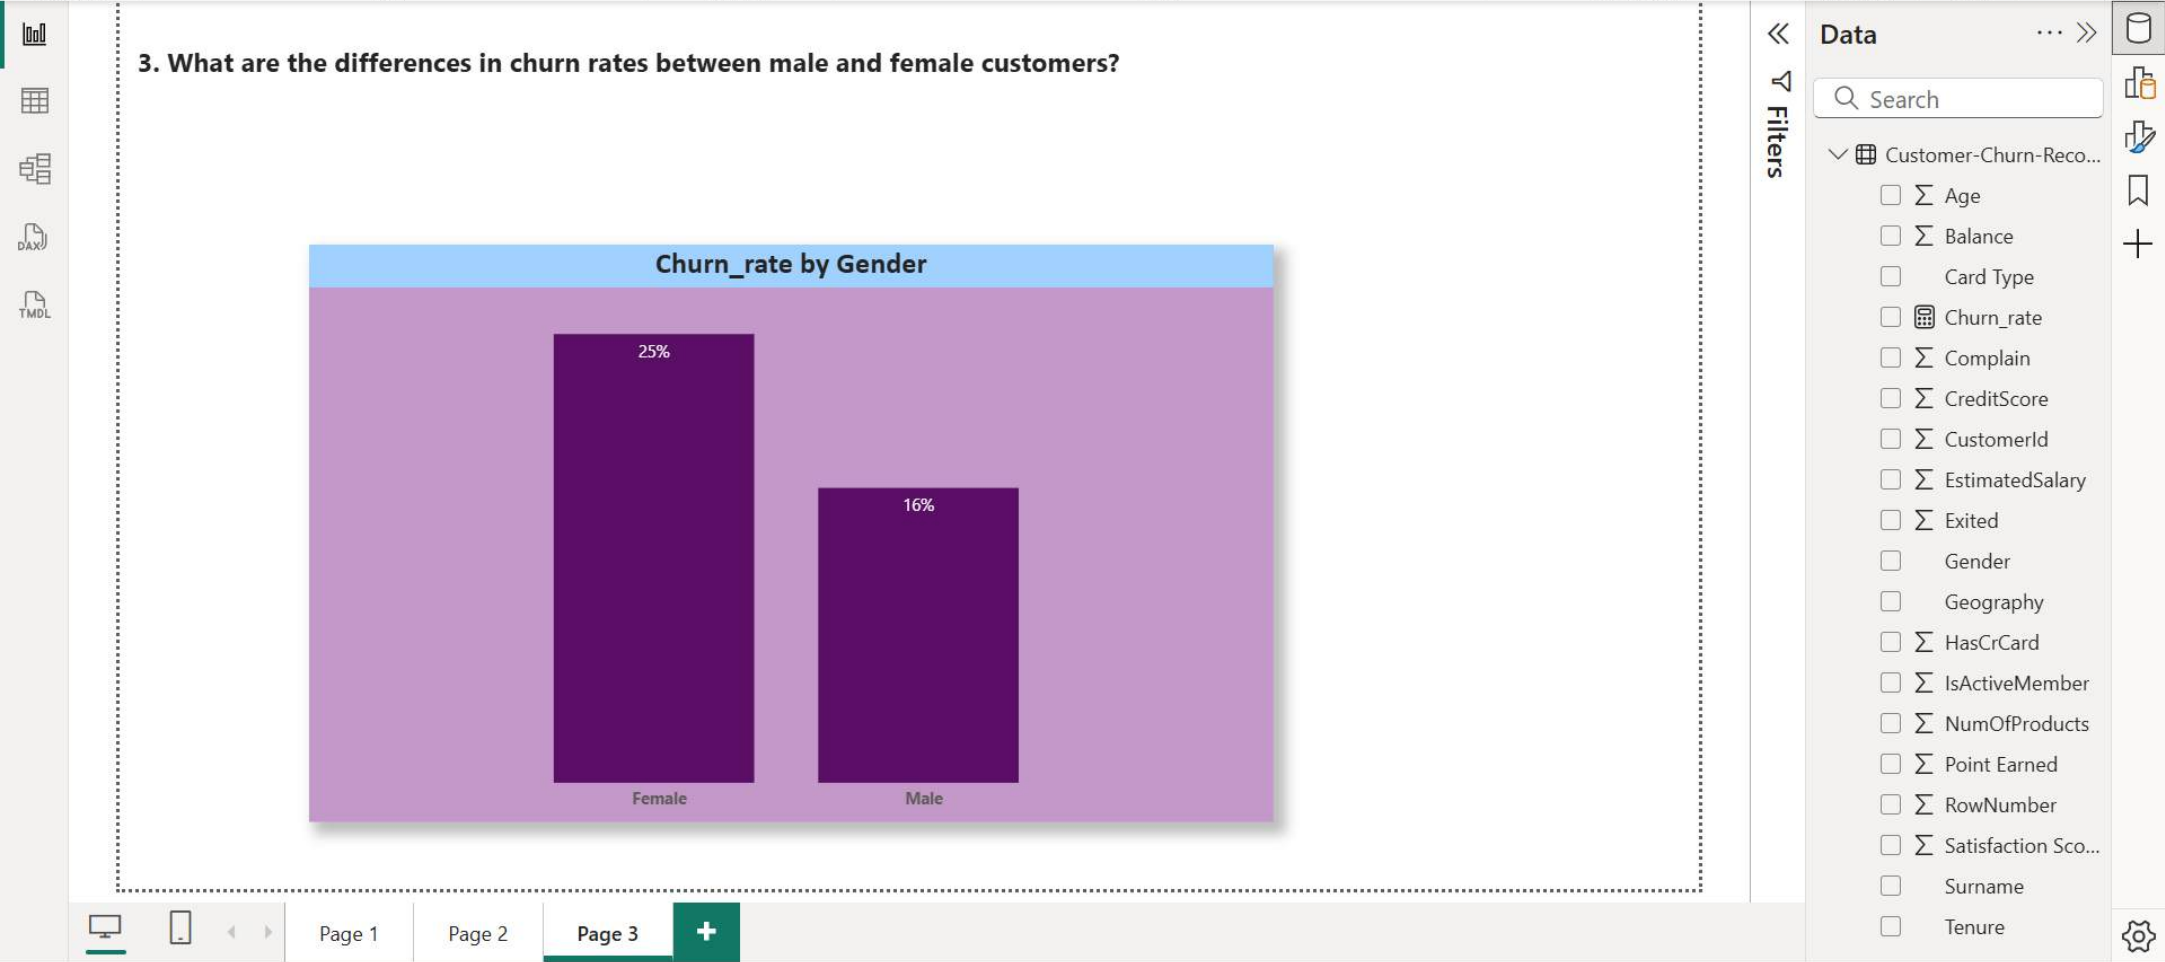 3. What are the differences in churn rates between male and female customers?
Churn_rate by Gender
25%
16%
Female
Male
DAX
TMDL
Page 1
Page 2
Page 3
+
Filters
Data
Search
Customer-Churn-Reco...
Age
Balance
Card Type
Churn_rate
Complain
CreditScore
CustomerId
EstimatedSalary
Exited
Gender
Geography
HasCrCard
IsActiveMember
NumOfProducts
Point Earned
RowNumber
Satisfaction Sco...
Surname
Tenure